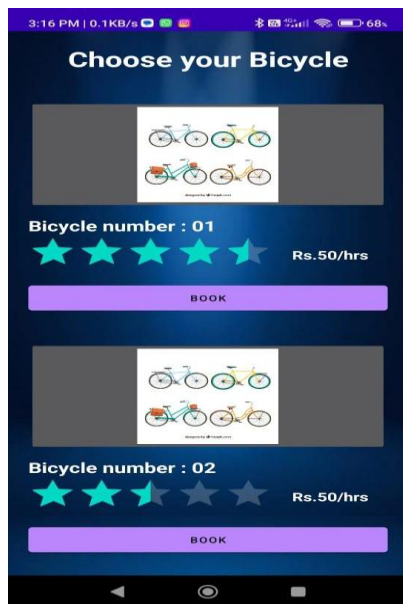 3:16 PM | 0.1KB/s
68%
Choose your Bicycle
Bicycle number : 01
Rs.50/hrs
BOOK
Bicycle number : 02
Rs.50/hrs
BOOK